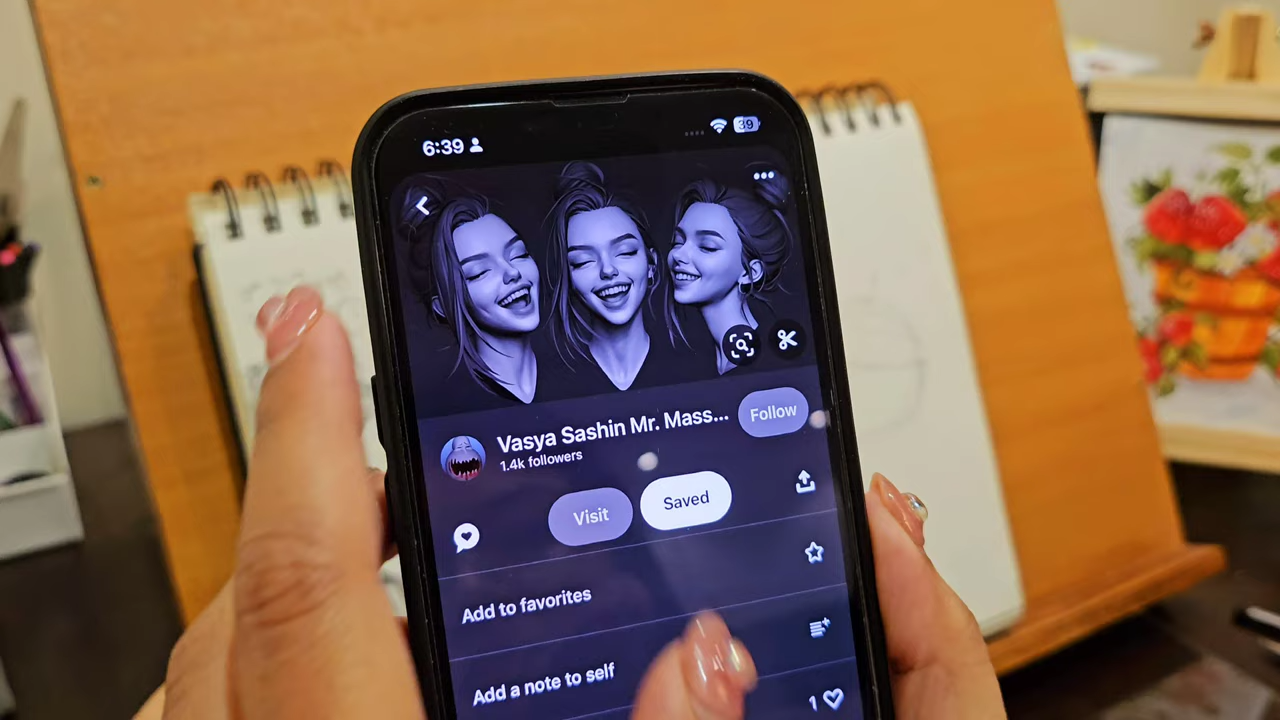 6:39
39
Vasya Sashin Mr. Mass...
Follow
1.4k followers
Visit
Saved
Add to favorites
Add a note to self
1